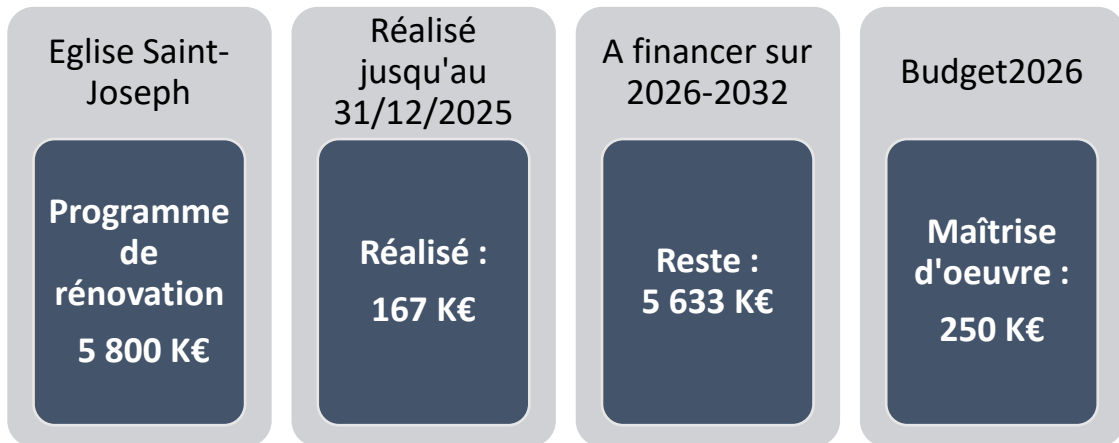 Eglise Saint-
Joseph
Programme
de
rénovation
5 800 K€
Réalisé
jusqu'au
31/12/2025
Réalisé :
167 K€
A financer sur
2026-2032
Reste :
5 633 K€
Budget2026
Maîtrise
d'oeuvre :
250 K€